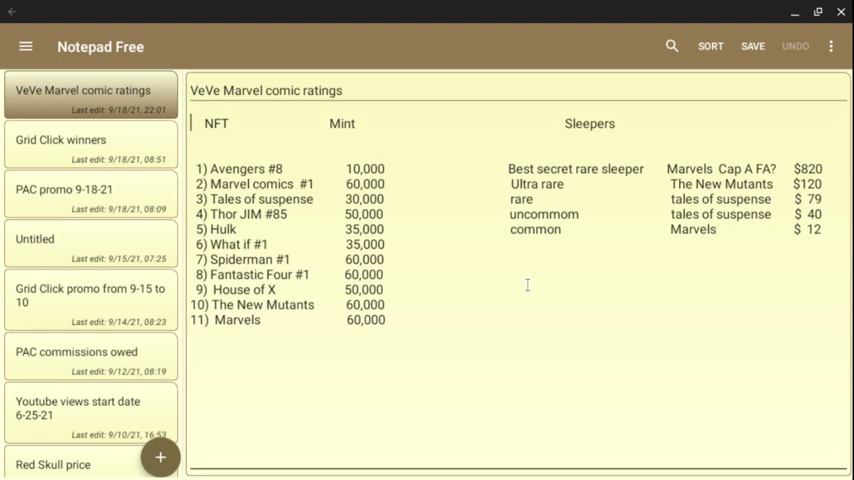 Notepad Free
SORT SAVE UNDO
VeVe Marvel comic ratings
Last edit: 9/18/21, 22:01
Grid Click winners
Last edit: 9/18/21, 08:51
PAC promo 9-18-21
Last edit: 9/18/21, 08:09
Untitled
Last edit: 9/15/21, 07:25
Grid Click promo from 9-15 to
10
Last edit: 9/14/21, 08:23
PAC commissions owed
Last edit: 9/12/21, 08:19
Youtube views start date
6-25-21
Last edit: 9/10/21, 16:53
Red Skull price
+
VeVe Marvel comic ratings
NFT Mint Sleepers
1) Avengers #8 10,000 Best secret rare sleeper Marvels Cap A FA? $820
2) Marvel comics #1 60,000 Ultra rare The New Mutants $120
3) Tales of suspense 30,000 rare tales of suspense $ 79
4) Thor JIM #85 50,000 uncommom tales of suspense $ 40
5) Hulk 35,000 common Marvels $ 12
6) What if #1 35,000
7) Spiderman #1 60,000
8) Fantastic Four #1 60,000
9) House of X 50,000
10) The New Mutants 60,000
11) Marvels 60,000